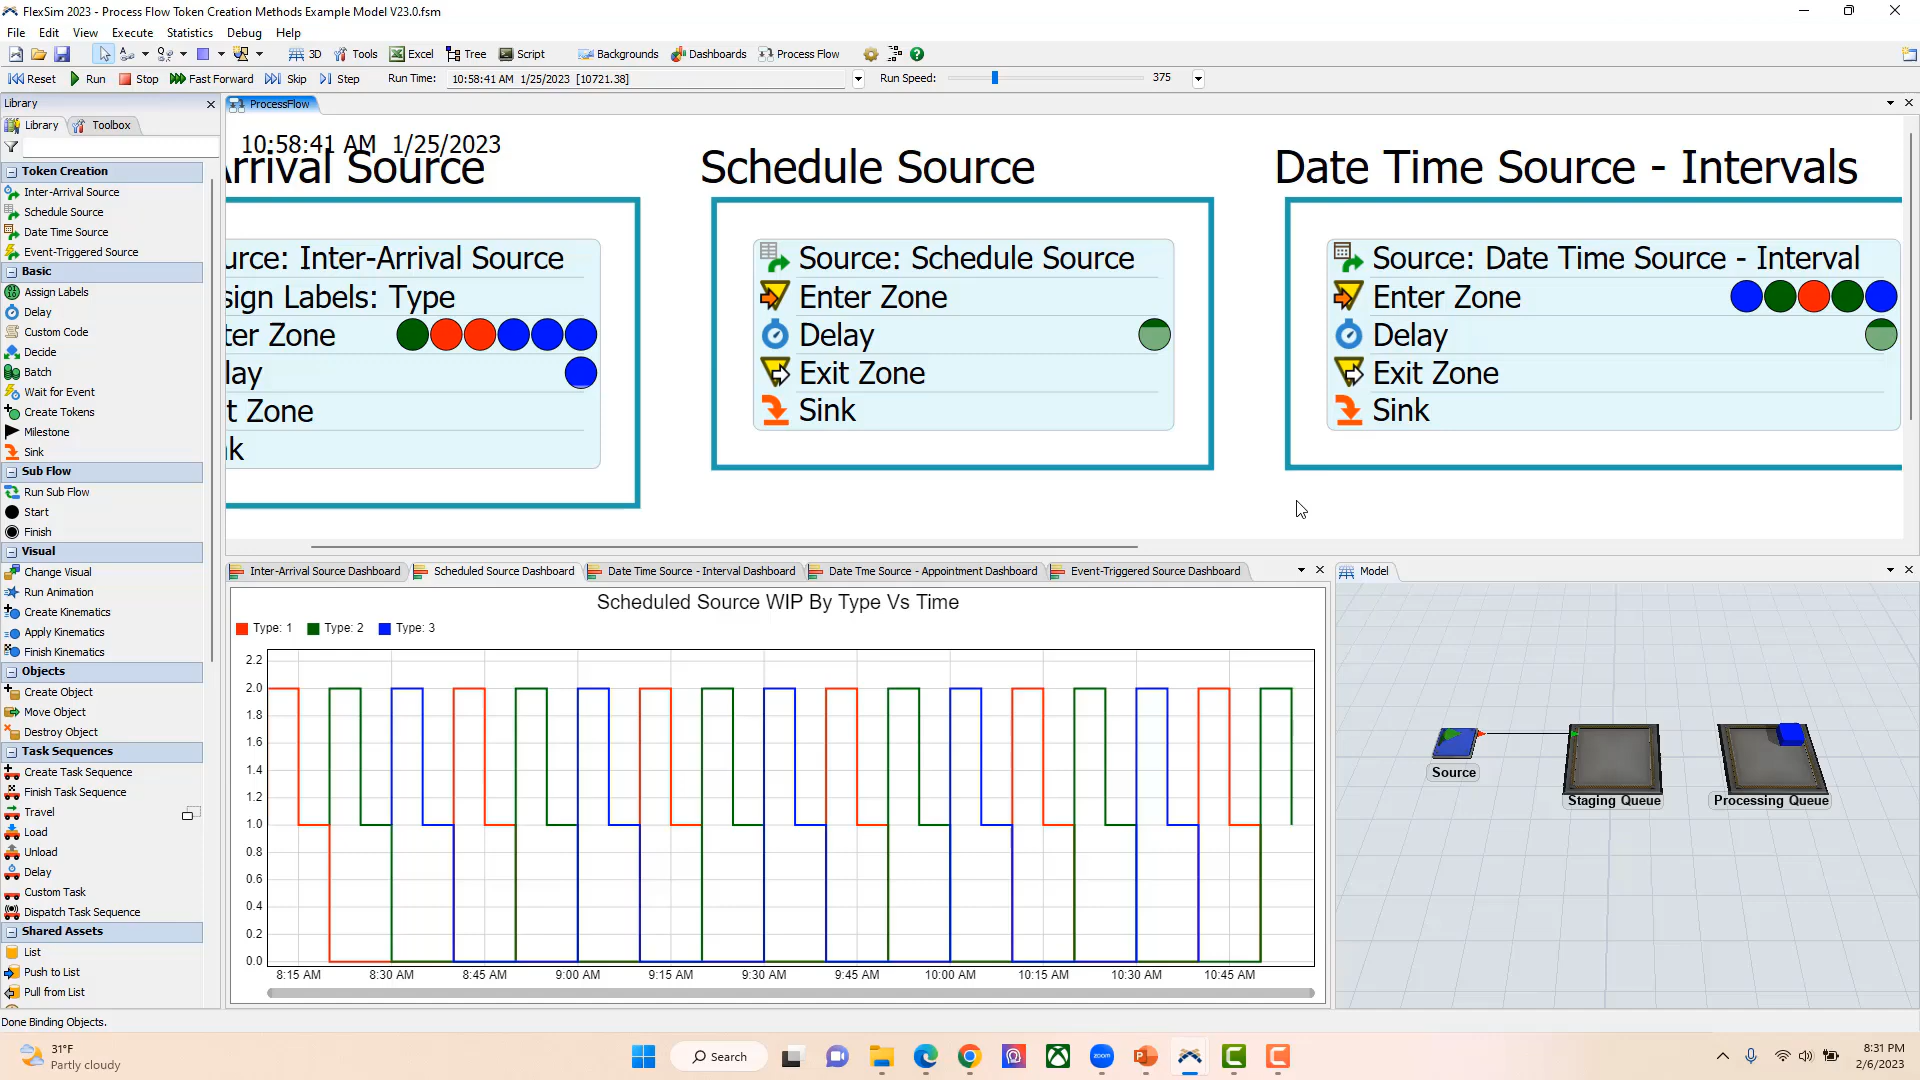 FlexSim 2023 - Process Flow Token Creation Methods Example Model V23.0.fsm
File Edit View Execute Statistics Debug Help
3D Tools Excel Tree Script Backgrounds Dashboards Process Flow
Reset Run Stop Fast Forward Skip Step Run Time: 10:58:41 AM 1/25/2023 [10721.38] Run Speed: 375
Library
Library Toolbox
Token Creation
Inter-Arrival Source
Schedule Source
Date Time Source
Event-Triggered Source
Basic
Assign Labels
Delay
Custom Code
Decide
Batch
Wait for Event
Create Tokens
Milestone
Sink
Sub Flow
Run Sub Flow
Start
Finish
Visual
Change Visual
Run Animation
Create Kinematics
Apply Kinematics
Finish Kinematics
Objects
Create Object
Move Object
Destroy Object
Task Sequences
Create Task Sequence
Finish Task Sequence
Travel
Load
Unload
Delay
Custom Task
Dispatch Task Sequence
Shared Assets
List
Push to List
Pull from List
Done Binding Objects.
ProcessFlow
10:58:41 AM 1/25/2023
Arrival Source
urce: Inter-Arrival Source
sign Labels: Type
ter Zone
lay
t Zone
nk
Schedule Source
Source: Schedule Source
Enter Zone
Delay
Exit Zone
Sink
Date Time Source - Intervals
Source: Date Time Source - Interval
Enter Zone
Delay
Exit Zone
Sink
Inter-Arrival Source Dashboard Scheduled Source Dashboard Date Time Source - Interval Dashboard Date Tme Source - Appointment Dashboard Event-Triggered Source Dashboard
Scheduled Source WIP By Type Vs Time
Type: 1 Type: 2 Type: 3
2.2
2.0
1.8
1.6
1.4
1.2
1.0
0.8
0.6
0.4
0.2
0.0
8:15 AM 8:30 AM 8:45 AM 9:00 AM 9:15 AM 9:30 AM 9:45 AM 10:00 AM 10:15 AM 10:30 AM 10:45 AM
Model
Source
Staging Queue
Processing Queue
31°F
Partly cloudy
Search
zoom
8:31 PM
2/6/2023